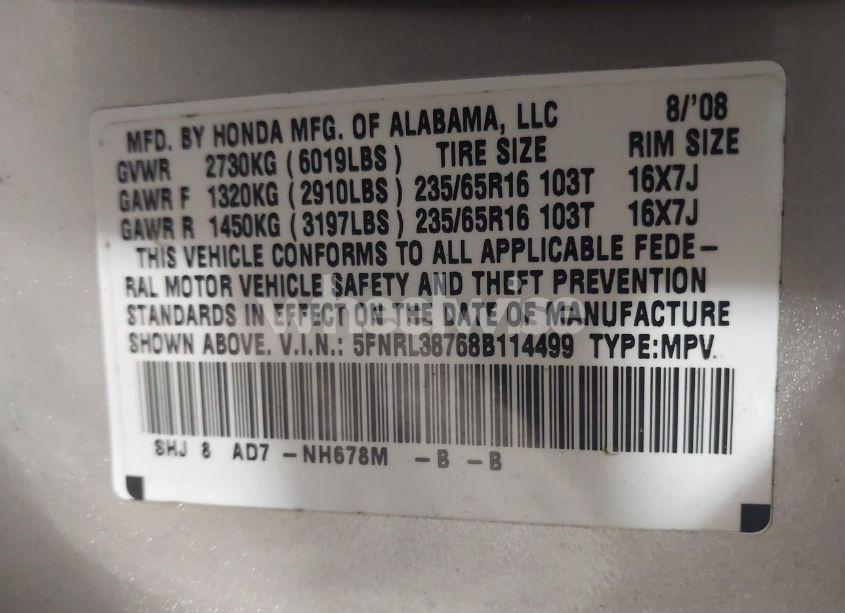 MFD. BY HONDA MFG. OF ALABAMA, LLC 8/'08
GVWR 2730KG (6019LBS) TIRE SIZE RIM SIZE
GAWR F 1320KG (2910LBS) 235/65R16 103T 16X7J
GAWR R 1450KG (3197LBS) 235/65R16 103T 16X7J
THIS VEHICLE CONFORMS TO ALL APPLICABLE FEDE-
RAL MOTOR VEHICLE SAFETY AND THEFT PREVENTION
STANDARDS IN EFFECT ON THE DATE OF MANUFACTURE
SHOWN ABOVE. V.I.N.: 5FNRL38768B114499 TYPE:MPV
SHJ 8 AD7 -NH678M -B -B
wheelwise